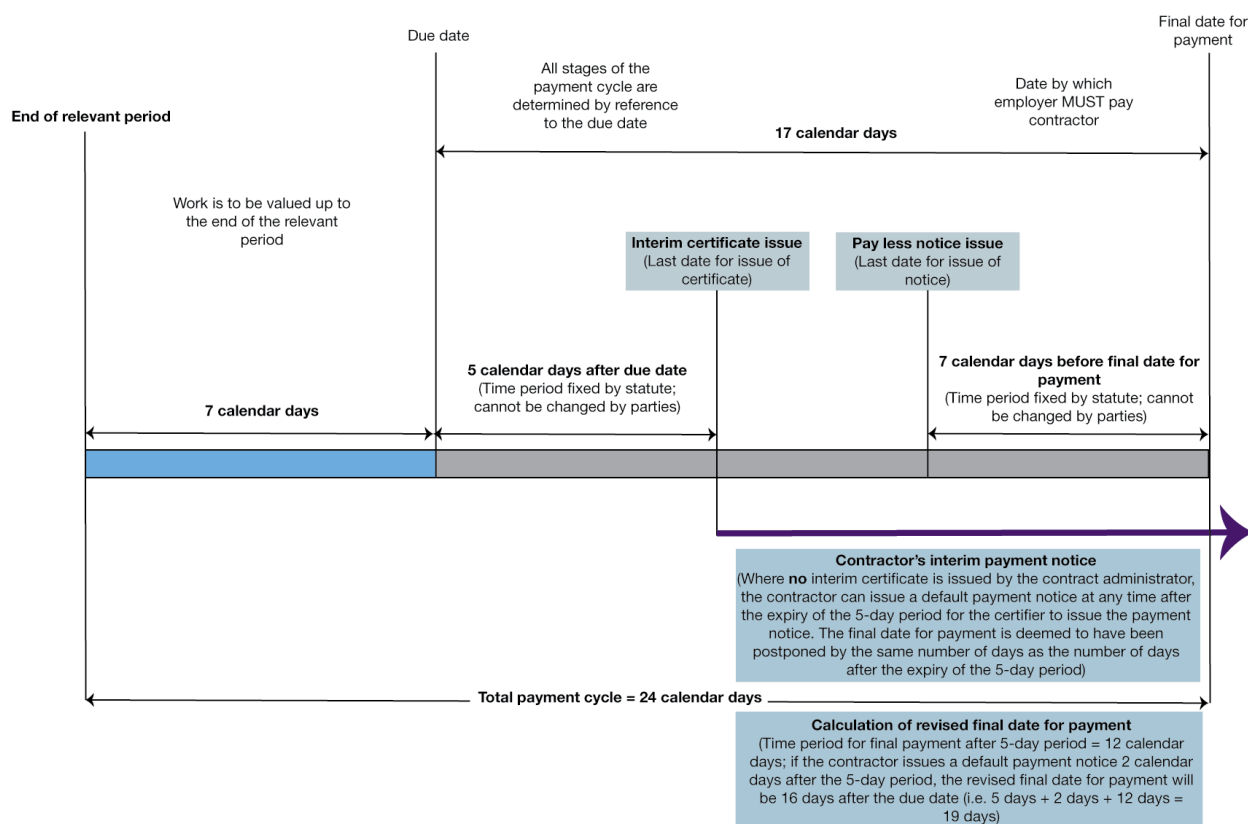 Due date
Final date for
payment
All stages of the
payment cycle are
determined by reference
to the due date
Date by which
employer MUST pay
contractor
End of relevant period
17 calendar days
Work is to be valued up to
the end of the relevant
period
Interim certificate issue
(Last date for issue of
certificate)
Pay less notice issue
(Last date for issue of
notice)
5 calendar days after due date
(Time period fixed by statute;
cannot be changed by parties)
7 calendar days before final date for
payment
(Time period fixed by statute; cannot
be changed by parties)
7 calendar days
Contractor's interim payment notice
(Where no interim certificate is issued by the contract administrator,
the contractor can issue a default payment notice at any time after
the expiry of the 5-day period for the certifier to issue the payment
notice. The final date for payment is deemed to have been
postponed by the same number of days as the number of days
after the expiry of the 5-day period)
Total payment cycle = 24 calendar days
Calculation of revised final date for payment
(Time period for final payment after 5-day period = 12 calendar
days; if the contractor issues a default payment notice 2 calendar
days after the 5-day period, the revised final date for payment will
be 16 days after the due date (i.e. 5 days + 2 days + 12 days =
19 days)